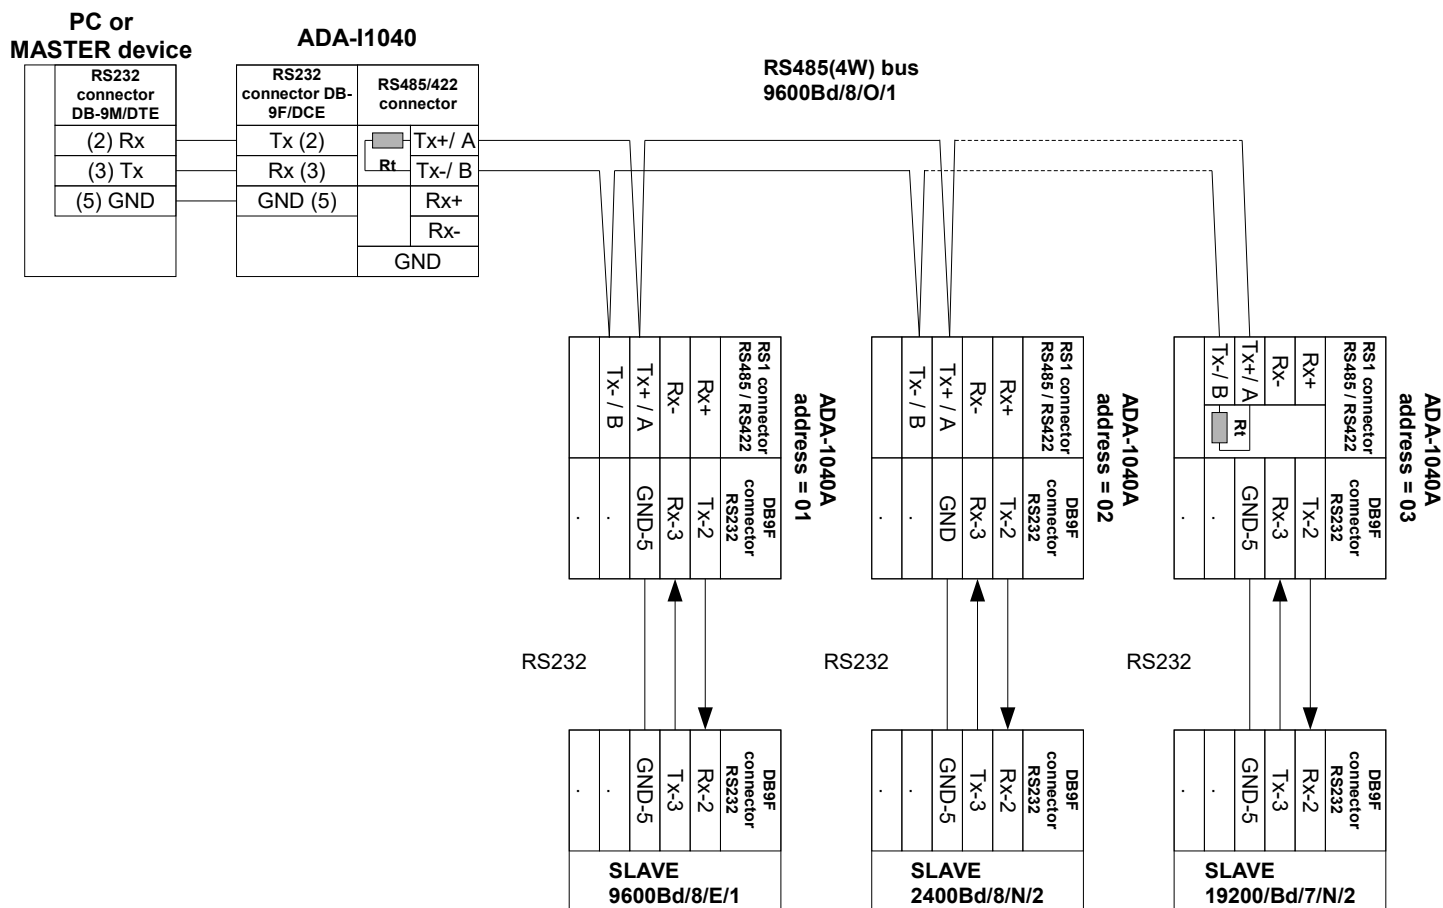 PC or
MASTER device
ADA-I1040
RS485(4W) bus
9600Bd/8/O/1
RS232
connector
DB-9M/DTE
(2) Rx
(3) Tx
(5) GND
RS232
connector DB-
9F/DCE
Tx (2)
Rx (3)
GND (5)
RS485/422
connector
Rt
Tx+/ A
Tx-/ B
Rx+
Rx-
GND
RS1 connector
RS485 / RS422
Rx+
Rx-
Tx+ / A
Tx- / B
DB9F
connector
RS232
Tx-2
Rx-3
GND-5
.
.
ADA-1040A
address = 01
RS1 connector
RS485 / RS422
Rx+
Rx-
Tx+ / A
Tx- / B
DB9F
connector
RS232
Tx-2
Rx-3
GND
.
.
ADA-1040A
address = 02
RS1 connector
RS485 / RS422
Rx+
Rx-
Tx+/ A
Tx-/ B
Rt
DB9F
connector
RS232
Tx-2
Rx-3
GND-5
.
.
ADA-1040A
address = 03
RS232
RS232
RS232
DB9F
connector
RS232
Rx-2
Tx-3
GND-5
.
.
SLAVE
9600Bd/8/E/1
DB9F
connector
RS232
Rx-2
Tx-3
GND-5
.
.
SLAVE
2400Bd/8/N/2
DB9F
connector
RS232
Rx-2
Tx-3
GND-5
.
.
SLAVE
19200/Bd/7/N/2